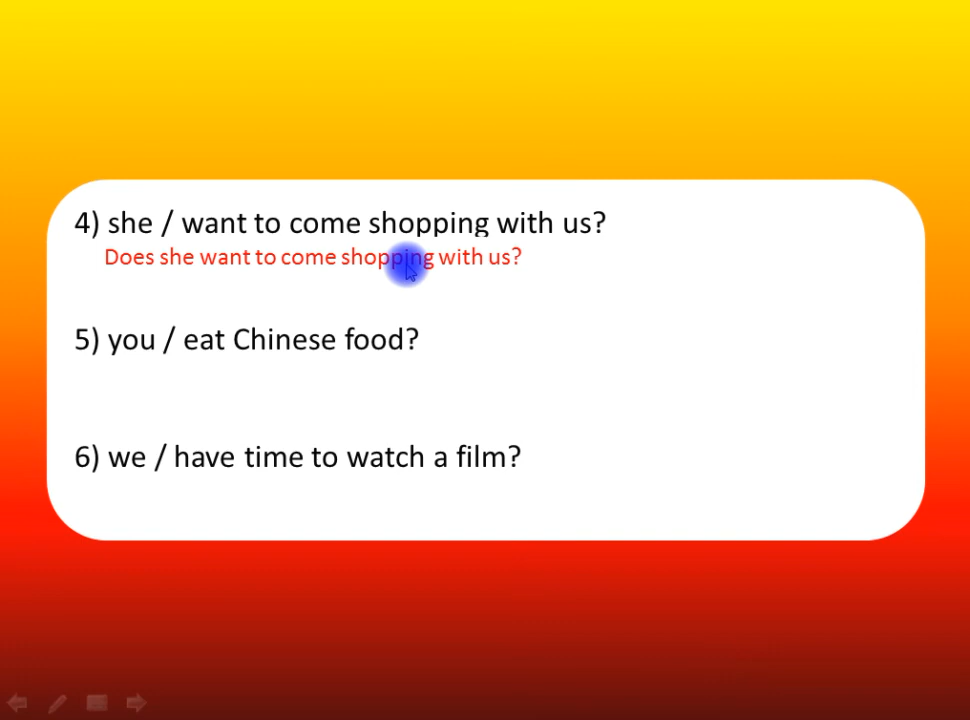 4) she / want to come shopping with us?
Does she want to come shopping with us?
5) you / eat Chinese food?
6) we / have time to watch a film?